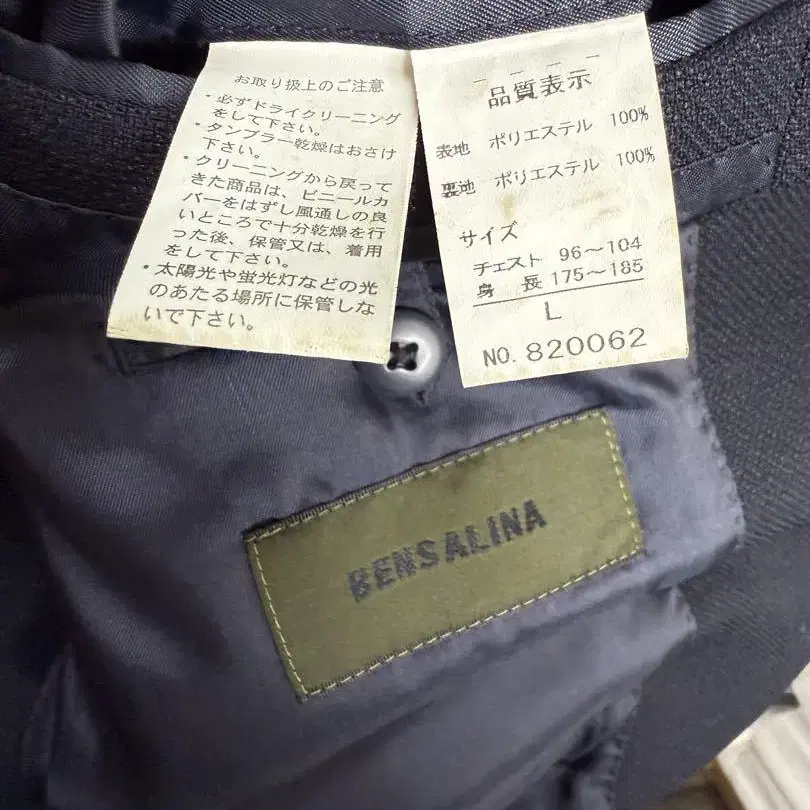 お取り扱上のご注意
・必ずドライクリーニング
をして下さい。
・タンブラー乾燥はおさけ
下さい。
・クリーニングから戻って
きた商品は、ビニールカ
バーをはずし風通しの良
いところで十分乾燥を行
った後、保管又は、着用
をして下さい。
・太陽光や蛍光灯などの光
のあたる場所に保管しな
いで下さい。
品質表示
表地 ポリエステル 100%
裏地 ポリエステル 100%
サイズ
チェスト 96～104
身長 175～185
L
NO. 820062
BENSALINA